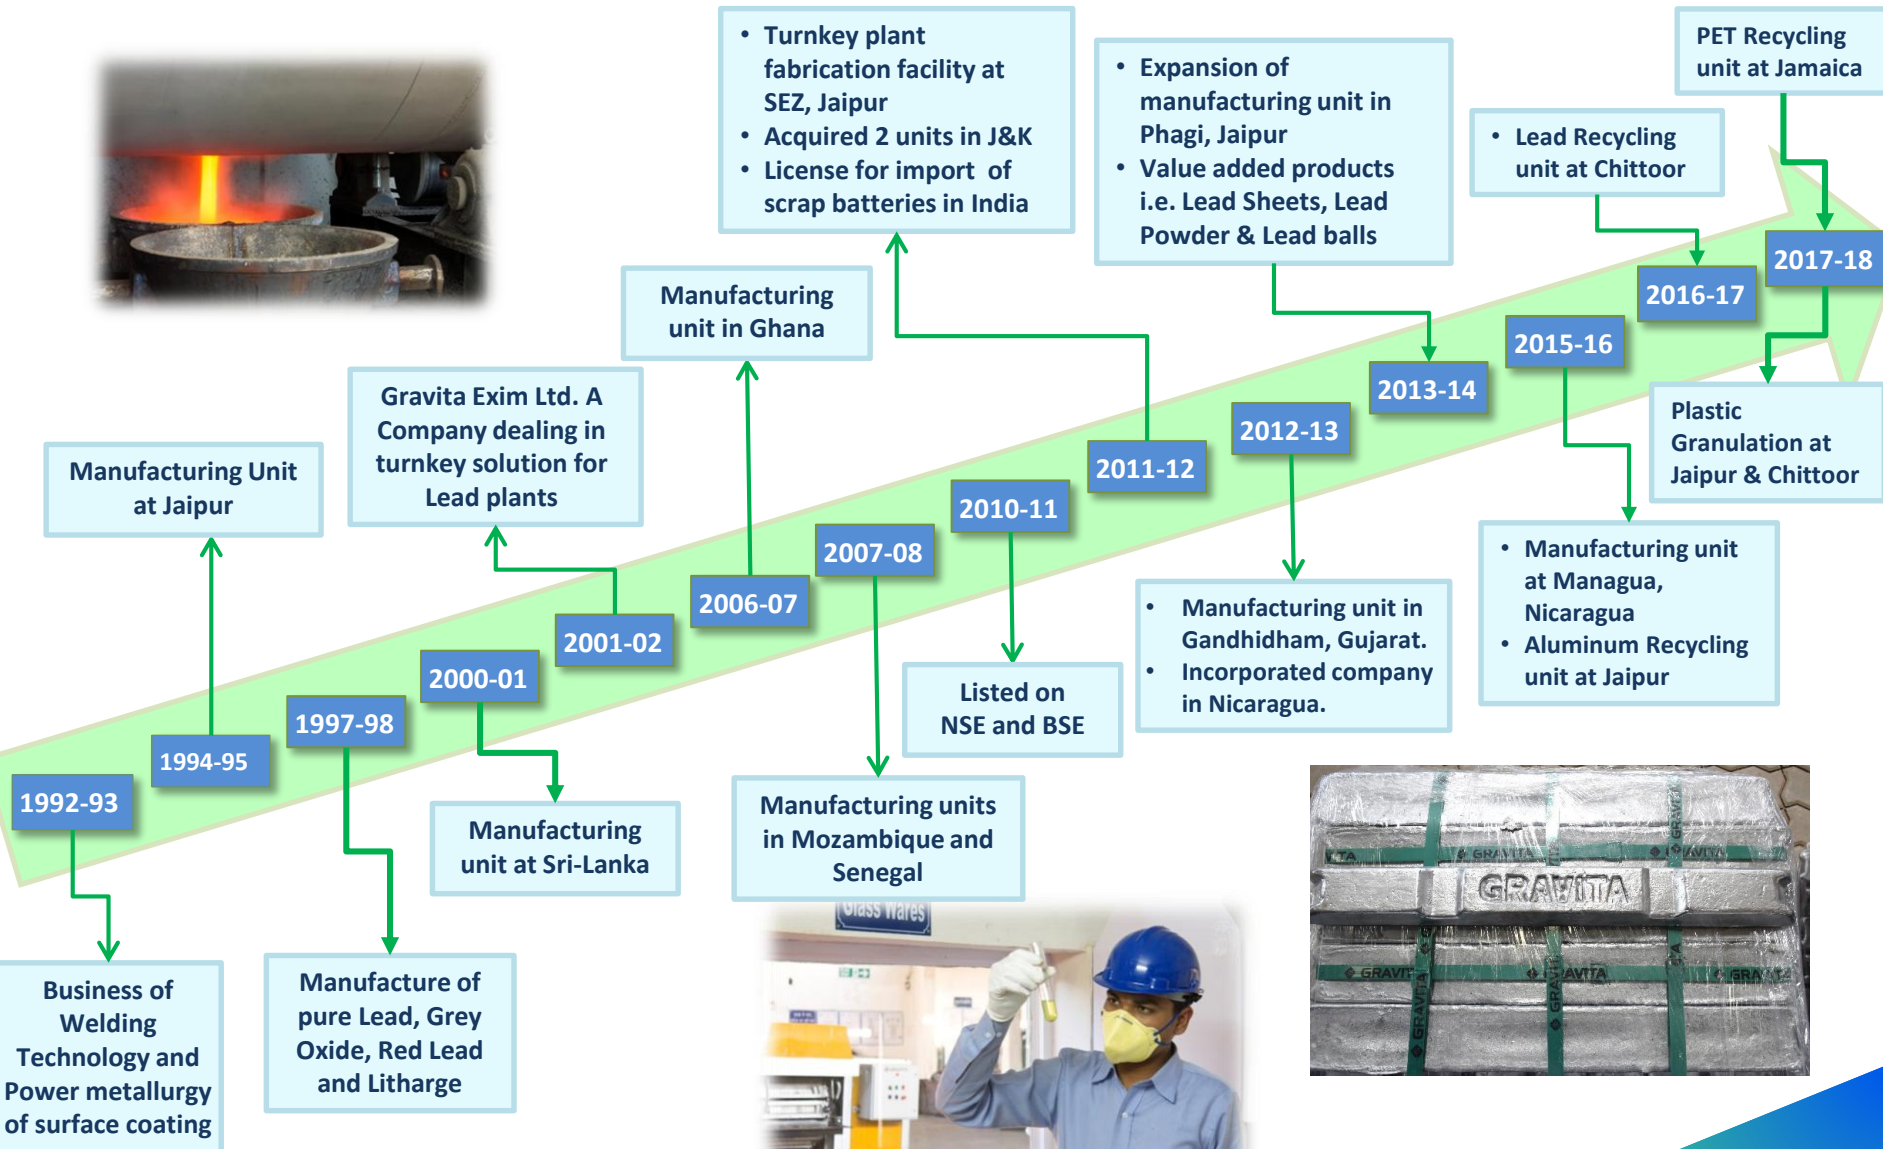 • Turnkey plant
fabrication facility at
SEZ, Jaipur
• Acquired 2 units in J&K
• License for import of
scrap batteries in India
• Expansion of
manufacturing unit in
Phagi, Jaipur
• Value added products
i.e. Lead Sheets, Lead
Powder & Lead balls
PET Recycling
unit at Jamaica
• Lead Recycling
unit at Chittoor
2017-18
2016-17
Manufacturing
unit in Ghana
2015-16
2013-14
Gravita Exim Ltd. A
Company dealing in
turnkey solution for
Lead plants
Plastic
Granulation at
Jaipur & Chittoor
2012-13
2011-12
Manufacturing Unit
at Jaipur
2010-11
2007-08
2006-07
2001-02
2000-01
1997-98
1994-95
1992-93
• Manufacturing unit
at Managua,
Nicaragua
• Aluminum Recycling
unit at Jaipur
• Manufacturing unit in
Gandhidham, Gujarat.
• Incorporated company
in Nicaragua.
Listed on
NSE and BSE
Manufacturing units
in Mozambique and
Senegal
Manufacturing
unit at Sri-Lanka
Manufacture of
pure Lead, Grey
Oxide, Red Lead
and Litharge
Business of
Welding
Technology and
Power metallurgy
of surface coating
Glass Wares
GRAVITA
GRAVITA
GRAVITA
GRAVITA
GRAVITA
GRAVITA
GRAVITA